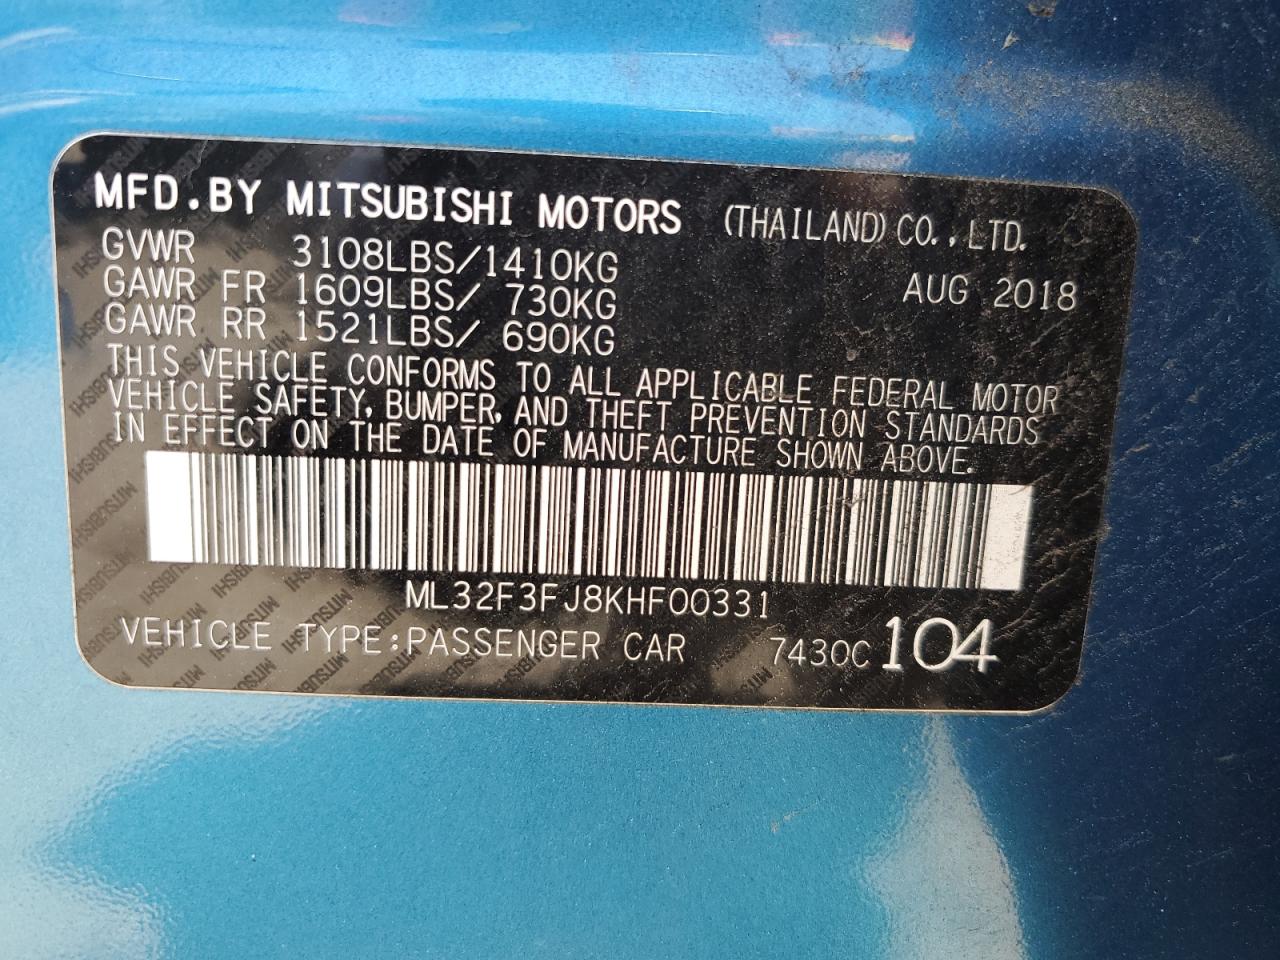 MFD.BY MITSUBISHI MOTORS (THAILAND) CO.,LTD.
GVWR 3108LBS/1410KG AUG 2018
GAWR FR 1609LBS/ 730KG
GAWR RR 1521LBS/ 690KG
THIS VEHICLE CONFORMS TO ALL APPLICABLE FEDERAL MOTOR
VEHICLE SAFETY, BUMPER, AND THEFT PREVENTION STANDARDS
IN EFFECT ON THE DATE OF MANUFACTURE SHOWN ABOVE.
ML32F3FJ8KHF00331
VEHICLE TYPE:PASSENGER CAR 7430C 104